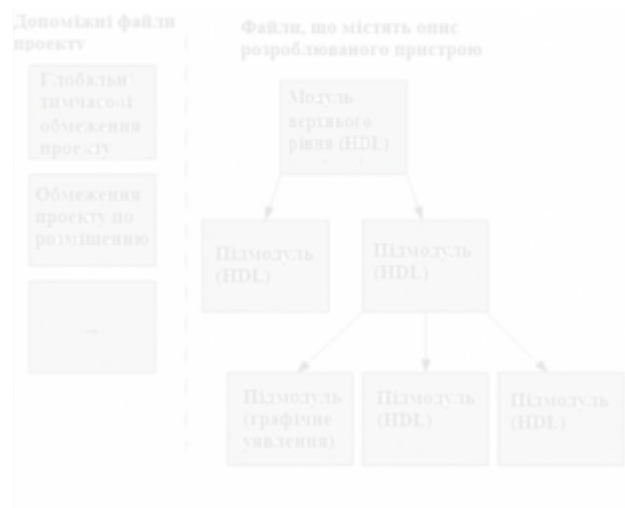 Допоміжні файли
проекту
Глобальні
тимчасові
обмеження
проекту
Обмеження
проекту по
розміщенню
...
Файли, що містять опис
розроблюваного пристрою
Модуль
верхнього
рівня (HDL)
Підмодуль
(HDL)
Підмодуль
(HDL)
Підмодуль
(графічне
уявлення)
Підмодуль
(HDL)
Підмодуль
(HDL)